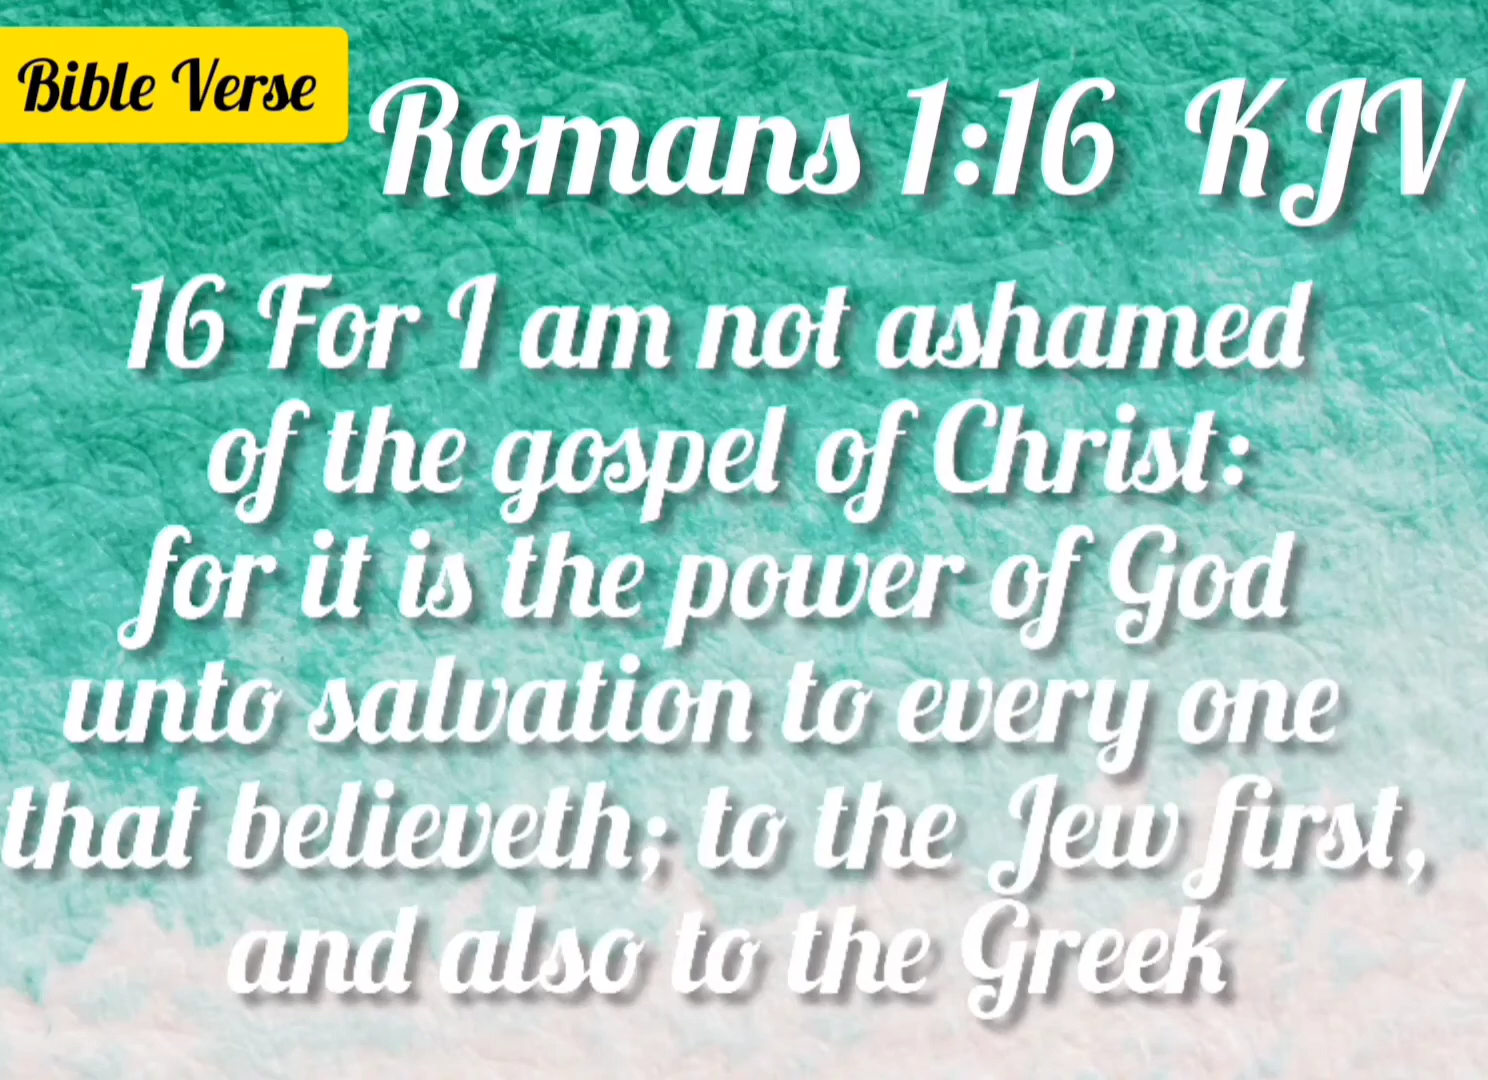 Bible Verse
Romans 1:16 KJV
16 For I am not ashamed
of the gospel of Christ:
for it is the power of God
unto salvation to every one
that believeth; to the Jew first,
and also to the Greek